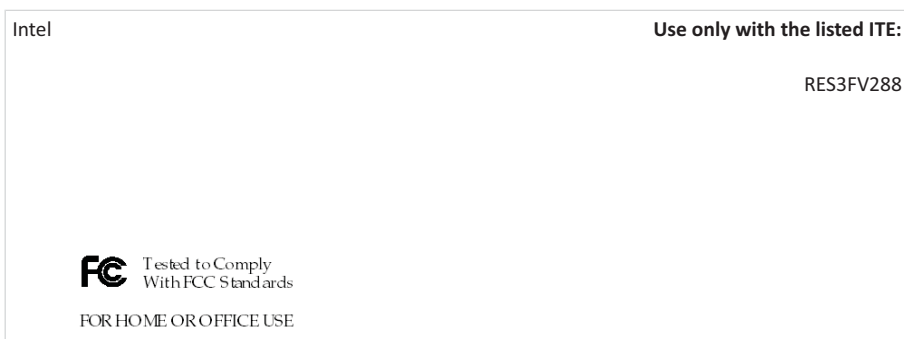 Intel
Use only with the listed ITE:
RES3FV288
FC Tested to Comply
With FCC Standards
FOR HOME OR OFFICE USE